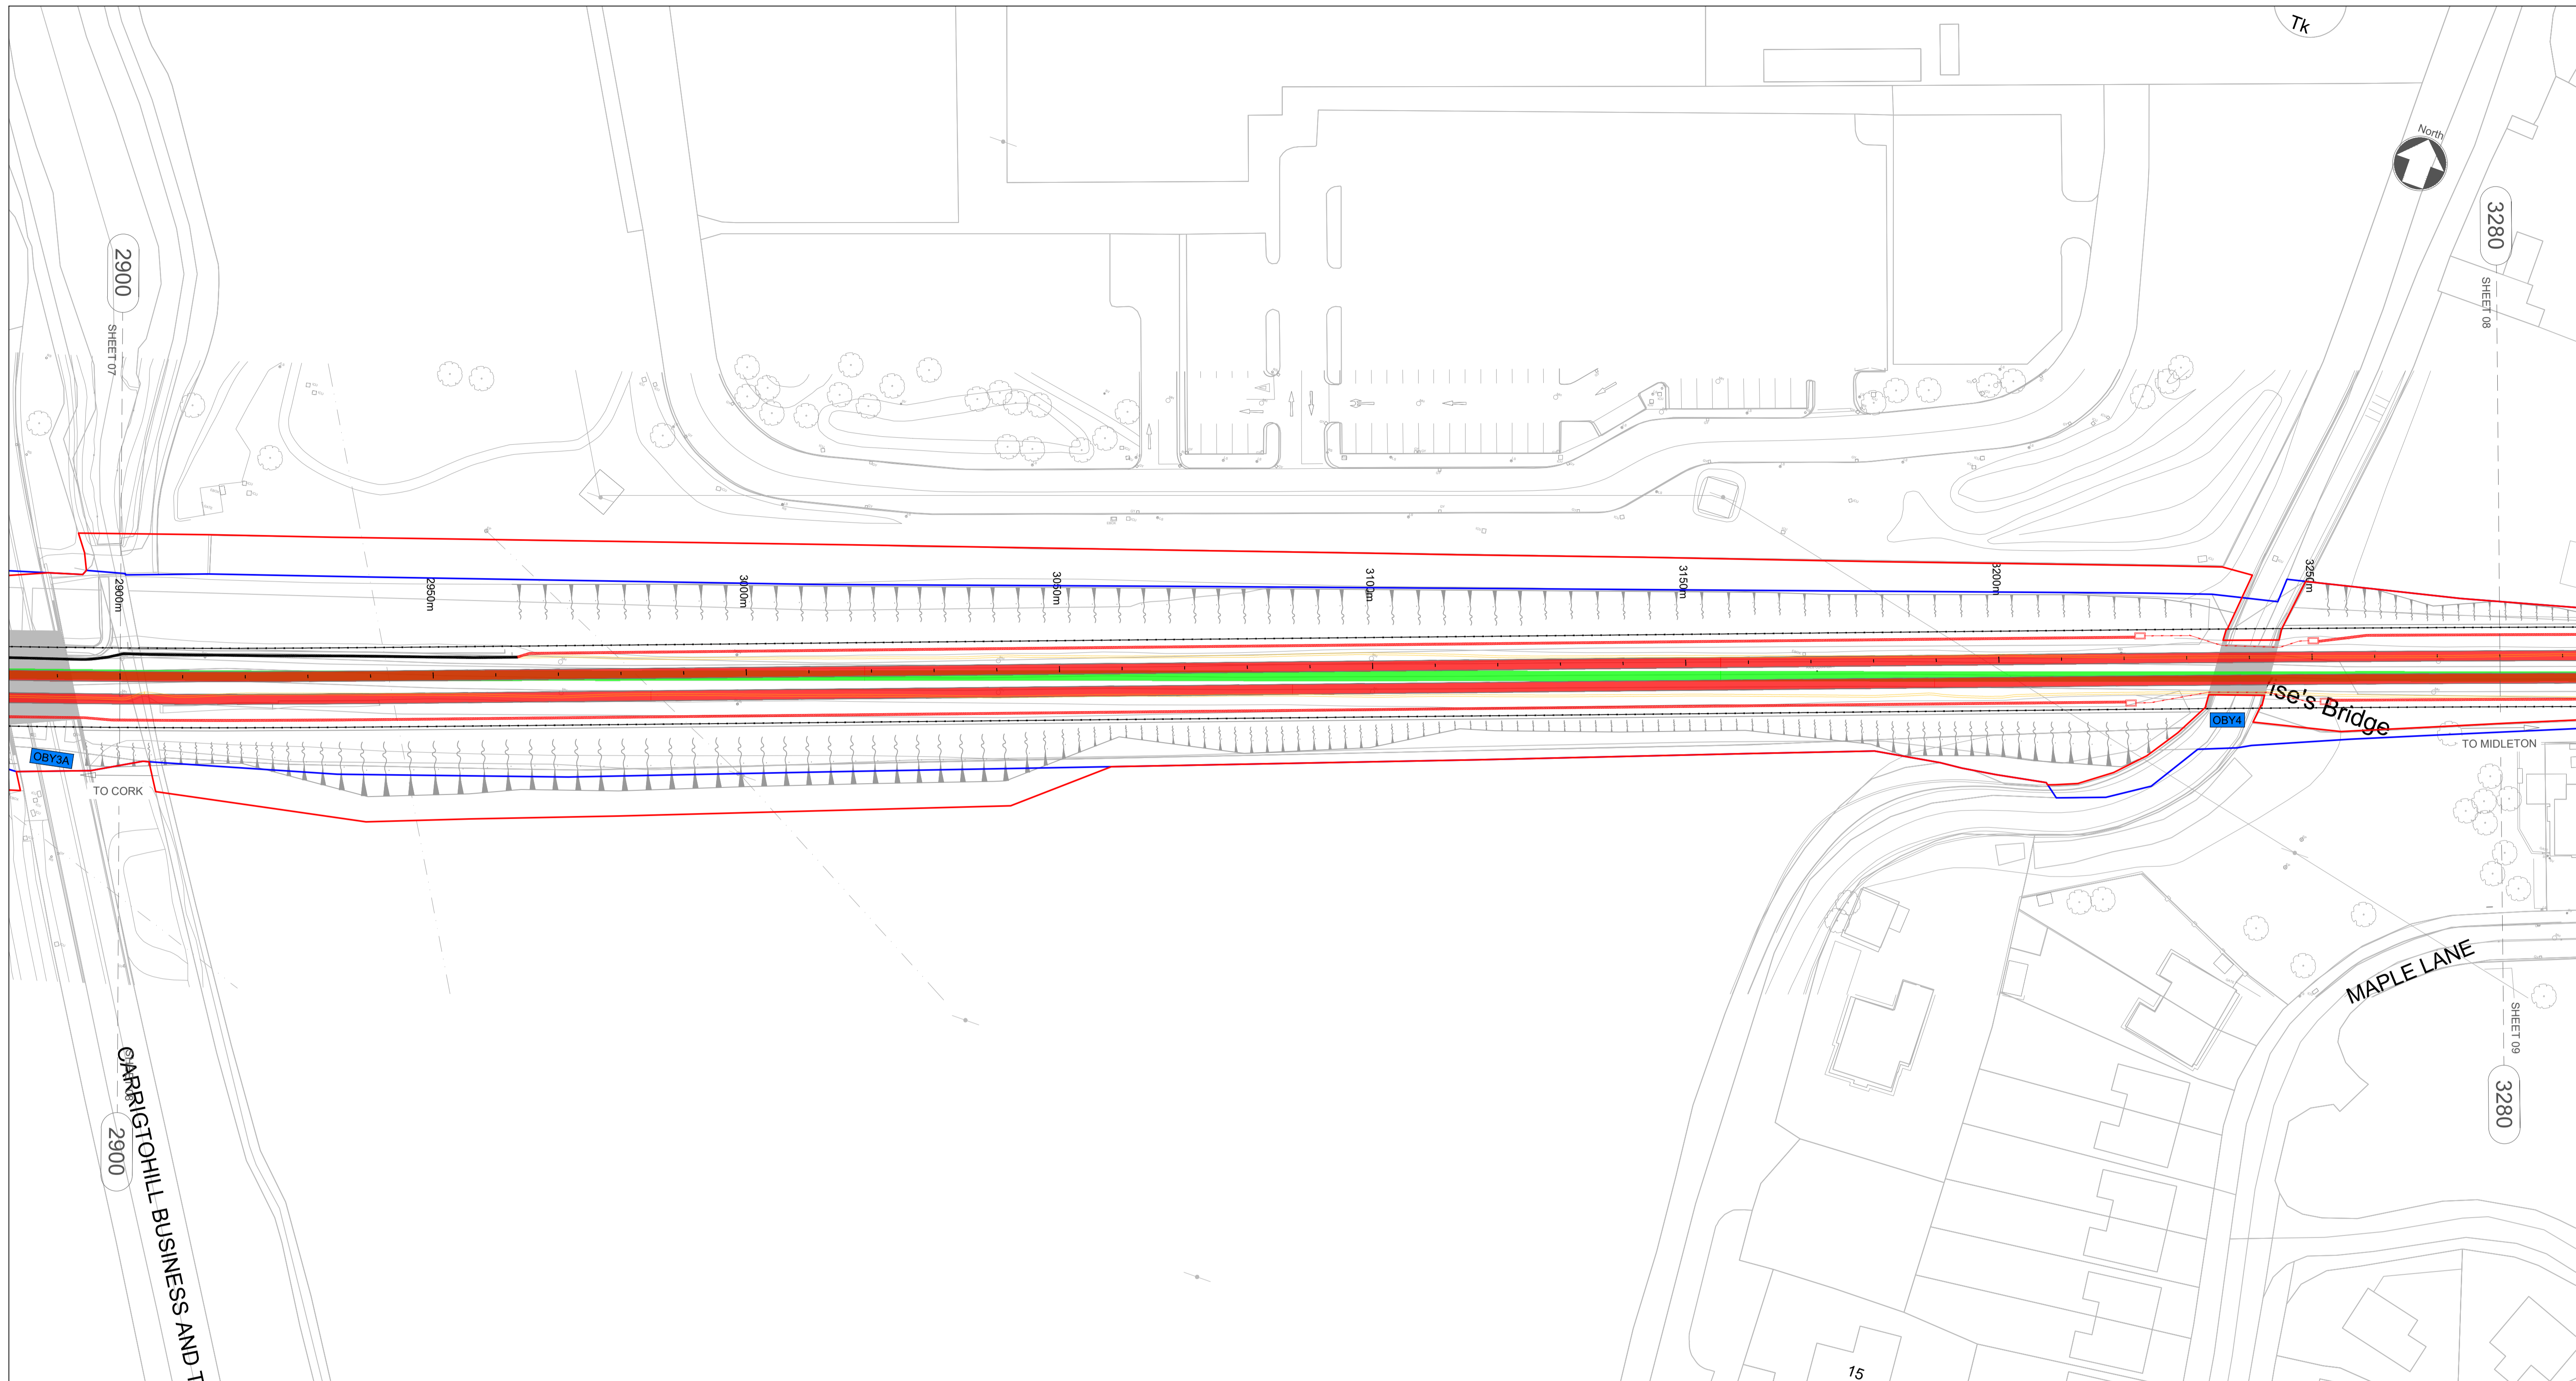 Tk
North
2900
SHEET 07
3280
SHEET 08
2900m
2950m
3000m
3050m
3100m
3150m
3200m
3250m
OBY3A
TO CORK
OBY4
ise's Bridge
TO MIDLETON
MAPLE LANE
SHEET 09
CARRIGTOHILL BUSINESS AND T
2900
3280
15